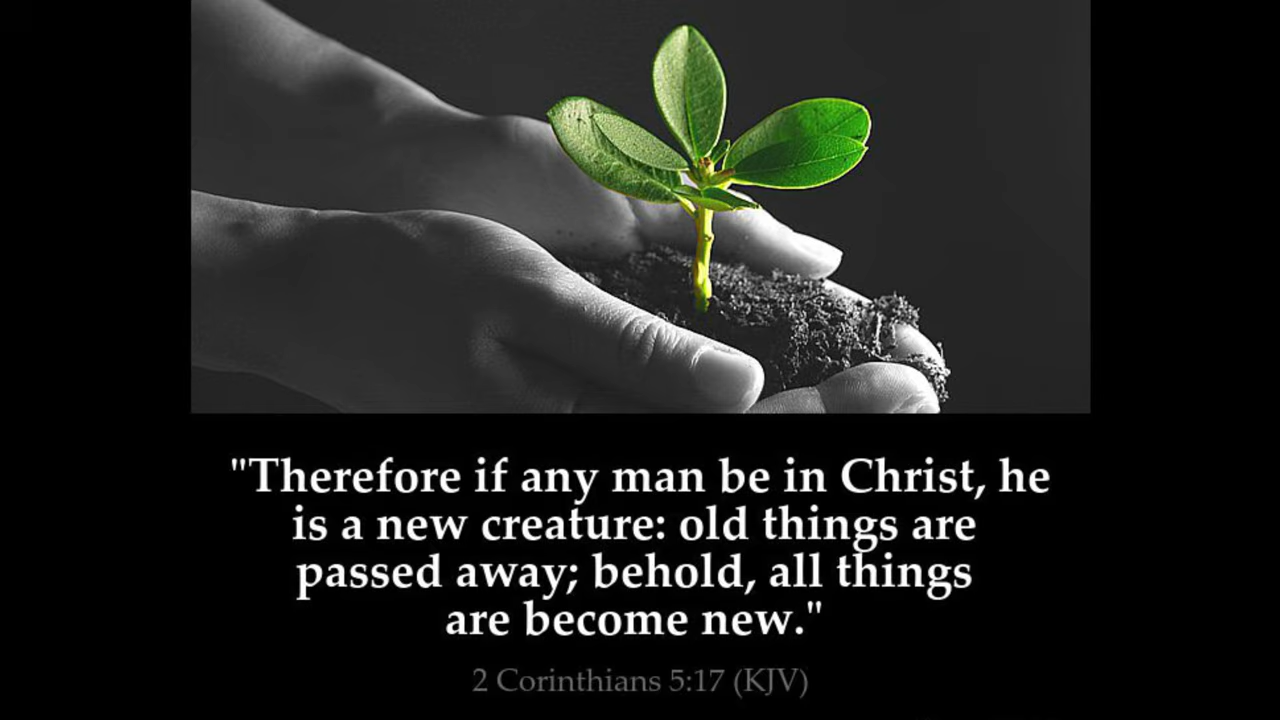 "Therefore if any man be in Christ, he
is a new creature: old things are
passed away; behold, all things
are become new."
2 Corinthians 5:17 (KJV)